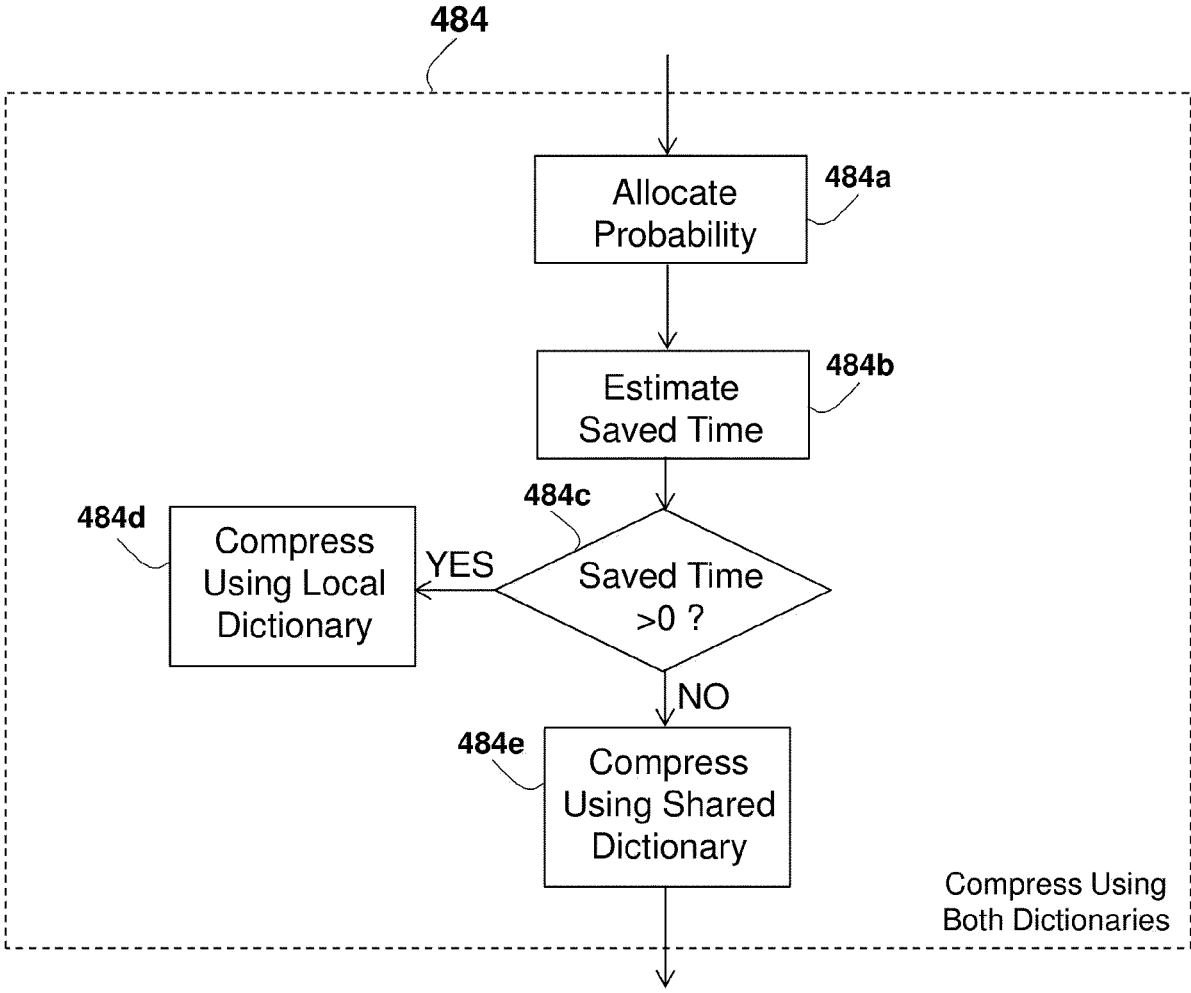 484
Allocate
Probability
484a
Estimate
Saved Time
484b
484c
Saved Time
>0 ?
YES
484d
Compress
Using Local
Dictionary
NO
484e
Compress
Using Shared
Dictionary
Compress Using
Both Dictionaries